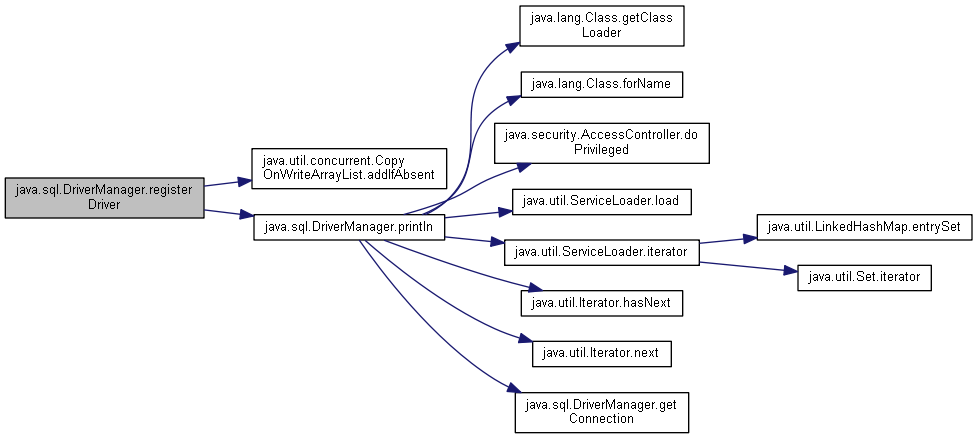 java.lang.Class.getClass
Loader
java.lang.Class.forName
java.security.AccessController.do
Privileged
java.util.concurrent.Copy
OnWriteArrayList.addIfAbsent
java.sql.DriverManager.register
Driver
java.util.ServiceLoader.load
java.sql.DriverManager.println
java.util.LinkedHashMap.entrySet
java.util.ServiceLoader.iterator
java.util.Set.iterator
java.util.Iterator.hasNext
java.util.Iterator.next
java.sql.DriverManager.get
Connection